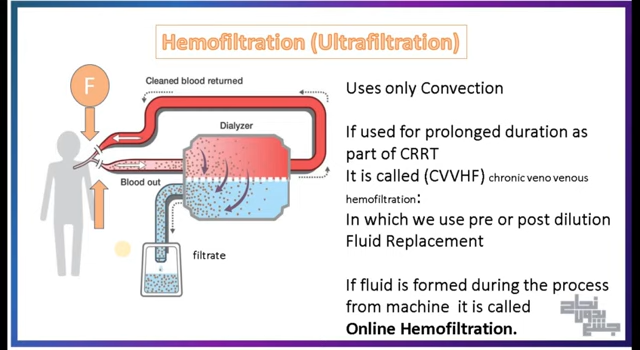 Hemofiltration (Ultrafiltration)
F
Cleaned blood returned
Dialyzer
Blood out
filtrate
Uses only Convection
If used for prolonged duration as
part of CRRT
It is called (CVVHF) chronic veno venous
hemofiltration:
In which we use pre or post dilution
Fluid Replacement
If fluid is formed during the process
from machine it is called
Online Hemofiltration.